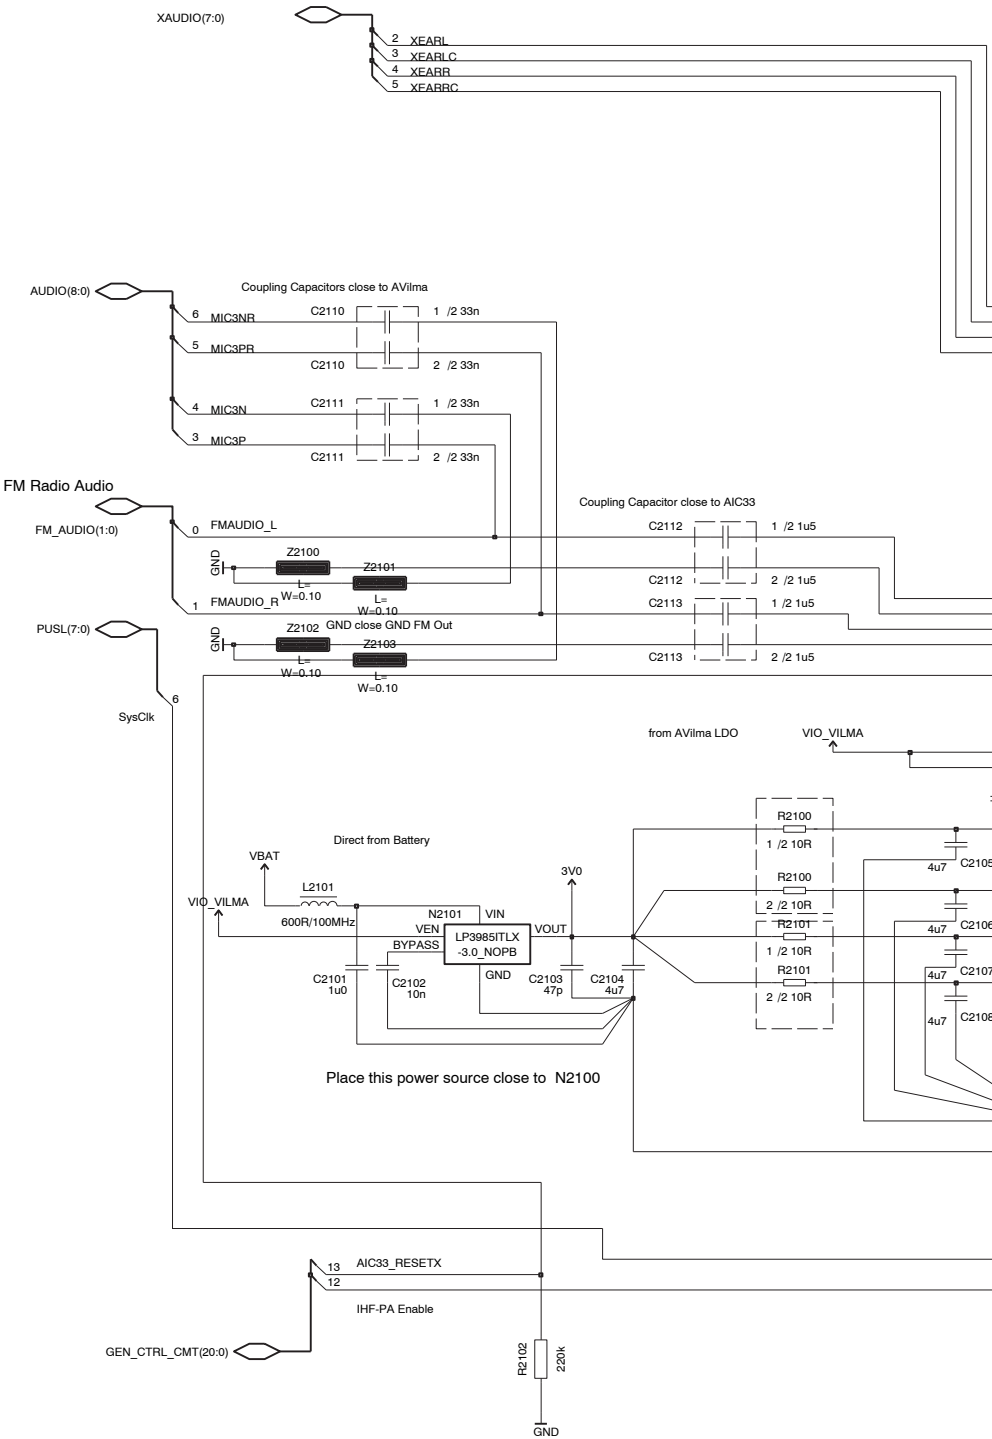 XAUDIO(7:0)
2 XEARL
3 XEARLC
4 XEARR
5 XEARRC
AUDIO(8:0)
Coupling Capacitors close to AVilma
6 MIC3NR
C2110
1 /2 33n
5 MIC3PR
C2110
2 /2 33n
4 MIC3N
C2111
1 /2 33n
3 MIC3P
C2111
2 /2 33n
FM Radio Audio
FM_AUDIO(1:0)
0 FMAUDIO_L
Coupling Capacitor close to AIC33
C2112
1 /2 1u5
GND
Z2100
L=
W=0.10
Z2101
L=
W=0.10
C2112
2 /2 1u5
1 FMAUDIO_R
C2113
1 /2 1u5
PUSL(7:0)
GND
Z2102
L=
W=0.10
GND close GND FM Out
Z2103
L=
W=0.10
C2113
2 /2 1u5
6
SysClk
from AVilma LDO
VIO_VILMA
Direct from Battery
VBAT
L2101
600R/100MHz
VIO_VILMA
N2101
VIN
VEN
BYPASS
LP3985ITLX
-3.0_NOPB
VOUT
GND
3V0
C2101
1u0
C2102
10n
C2103
47p
C2104
4u7
R2100
1 /2 10R
R2100
2 /2 10R
R2101
1 /2 10R
R2101
2 /2 10R
4u7
C2105
4u7
C2106
4u7
C2107
4u7
C2108
Place this power source close to N2100
13 AIC33_RESETX
12
IHF-PA Enable
GEN_CTRL_CMT(20:0)
R2102
220k
GND